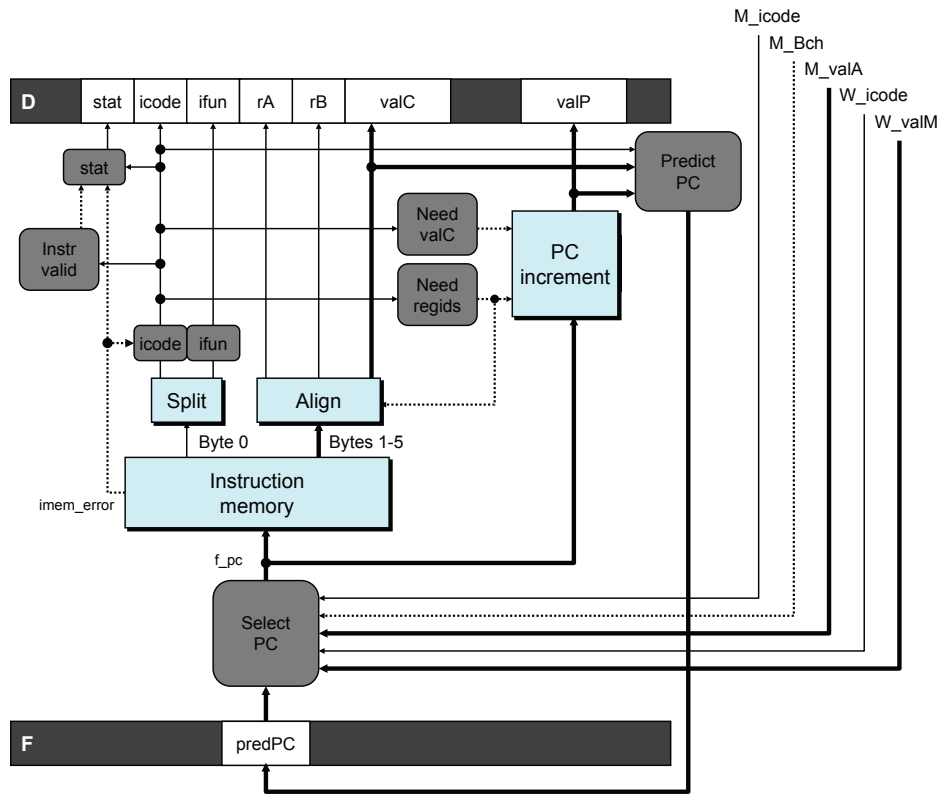 M_icode
M_Bch
M_valA
W_icode
W_valM
D
stat
icode
ifun
rA
rB
valC
valP
stat
Predict
PC
Need
valC
Instr
valid
PC
increment
Need
regids
icode
ifun
Split
Align
Byte 0
Bytes 1-5
Instruction
memory
imem_error
f_pc
Select
PC
F
predPC